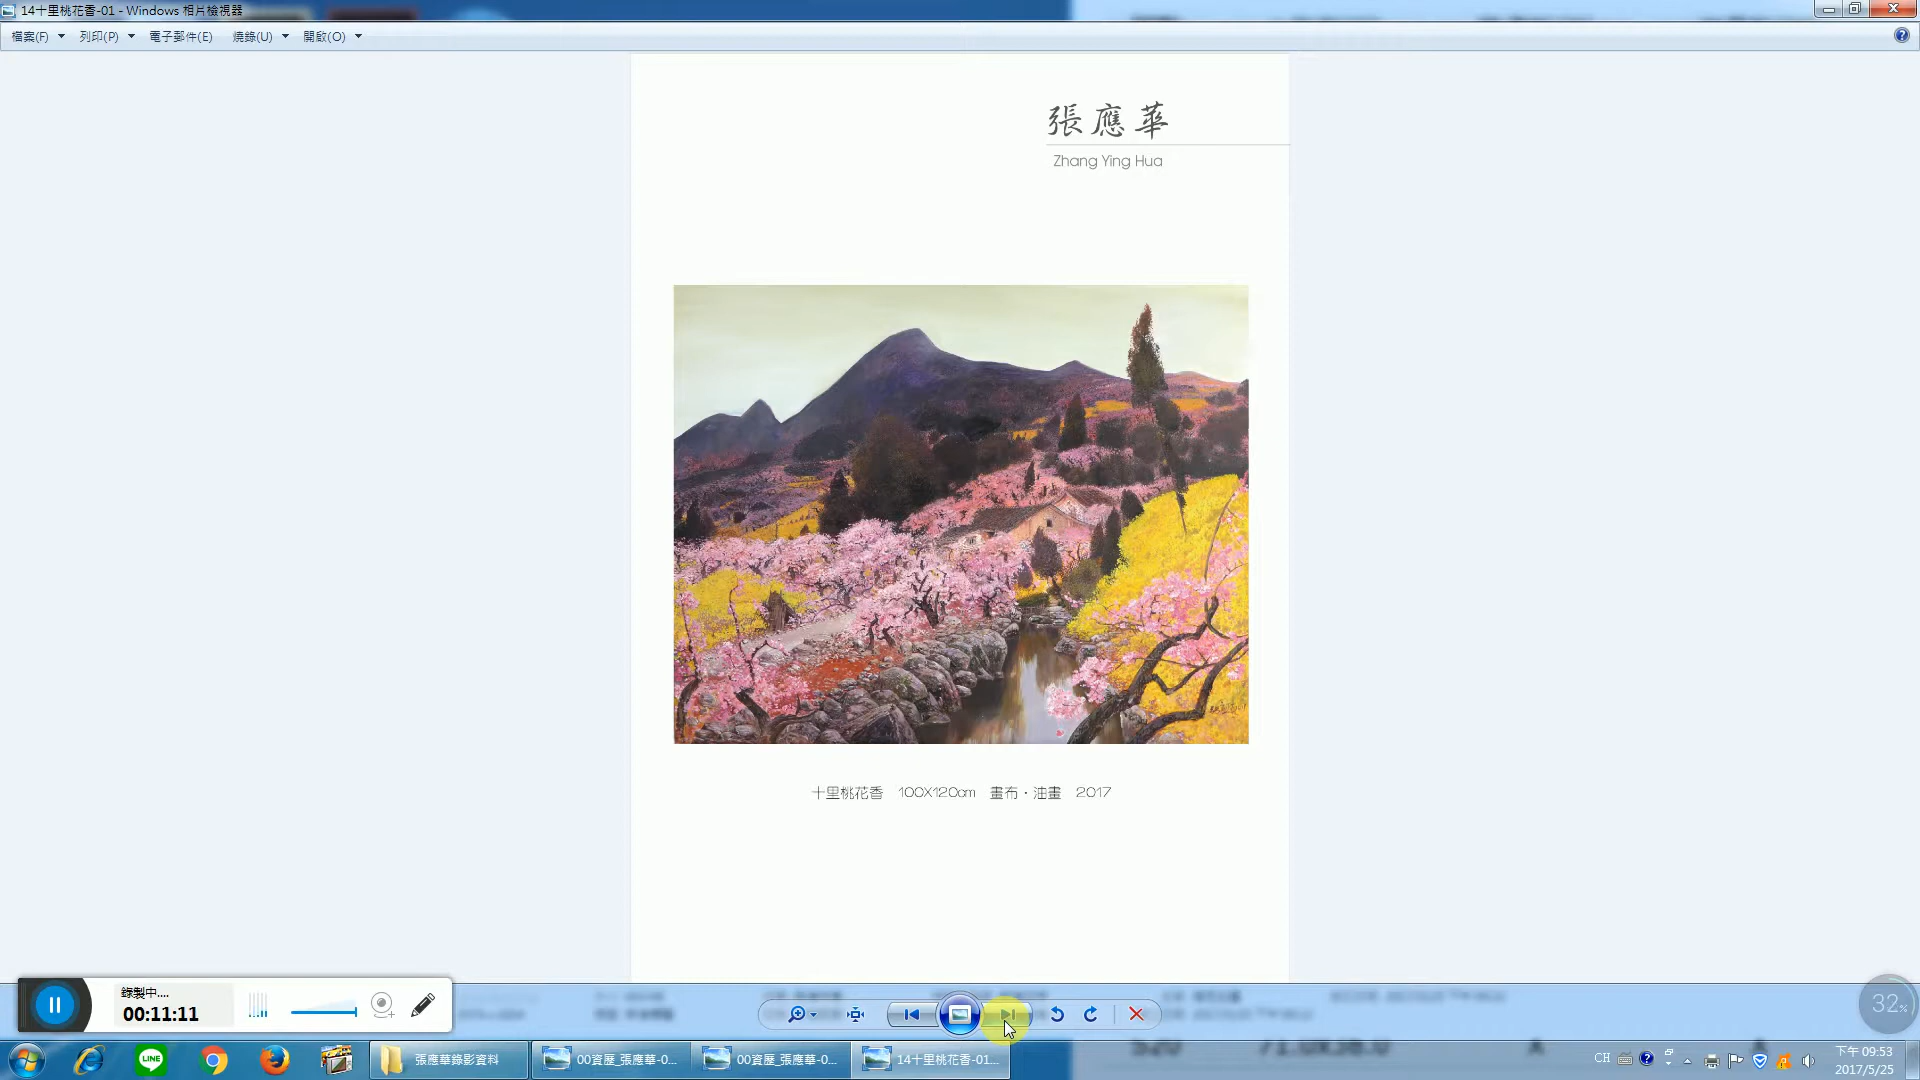 14十里桃花香-01 - Windows 相片檢視器
檔案(F) 列印(P) 電子郵件(E) 燒錄(U) 開啟(O)
張應華
Zhang Ying Hua
十里桃花香 100X120cm 畫布・油畫 2017
錄製中....
00:11:11
32%
張應華錄影資料 00資歷_張應華-0... 00資歷_張應華-0... 14十里桃花香-01...
LINE
CH
下午 09:53
2017/5/25